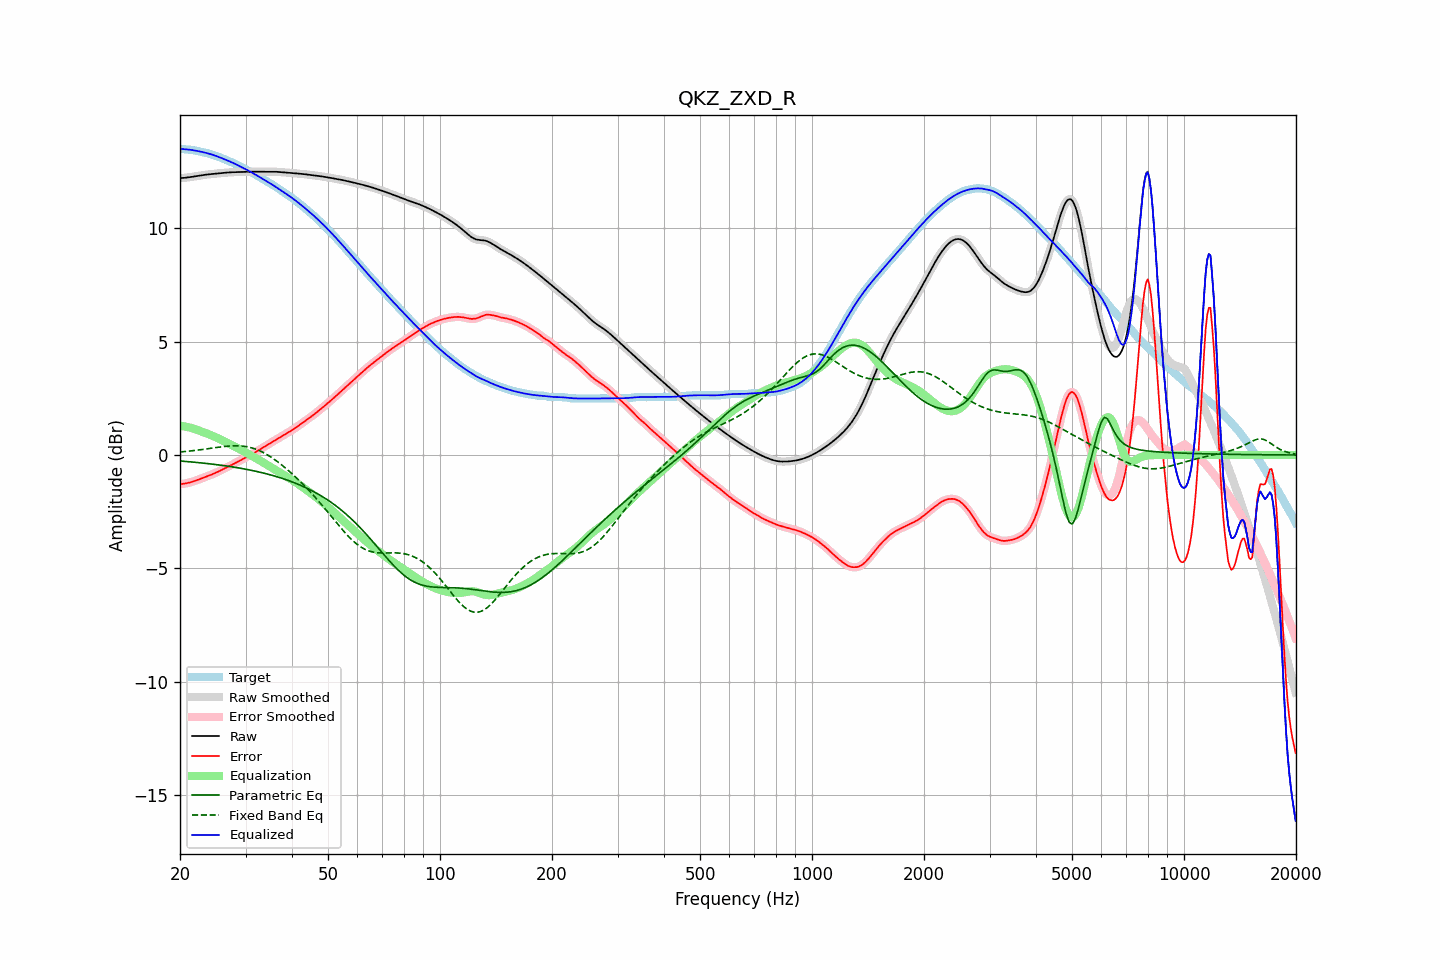 QKZ_ZXD_R
Amplitude (dBr)
10
5
0
−5
−10
−15
Target
Raw Smoothed
Error Smoothed
Raw
Error
Equalization
Parametric Eq
Fixed Band Eq
Equalized
20 50 100 200 500 1000 2000 5000 10000 20000
Frequency (Hz)